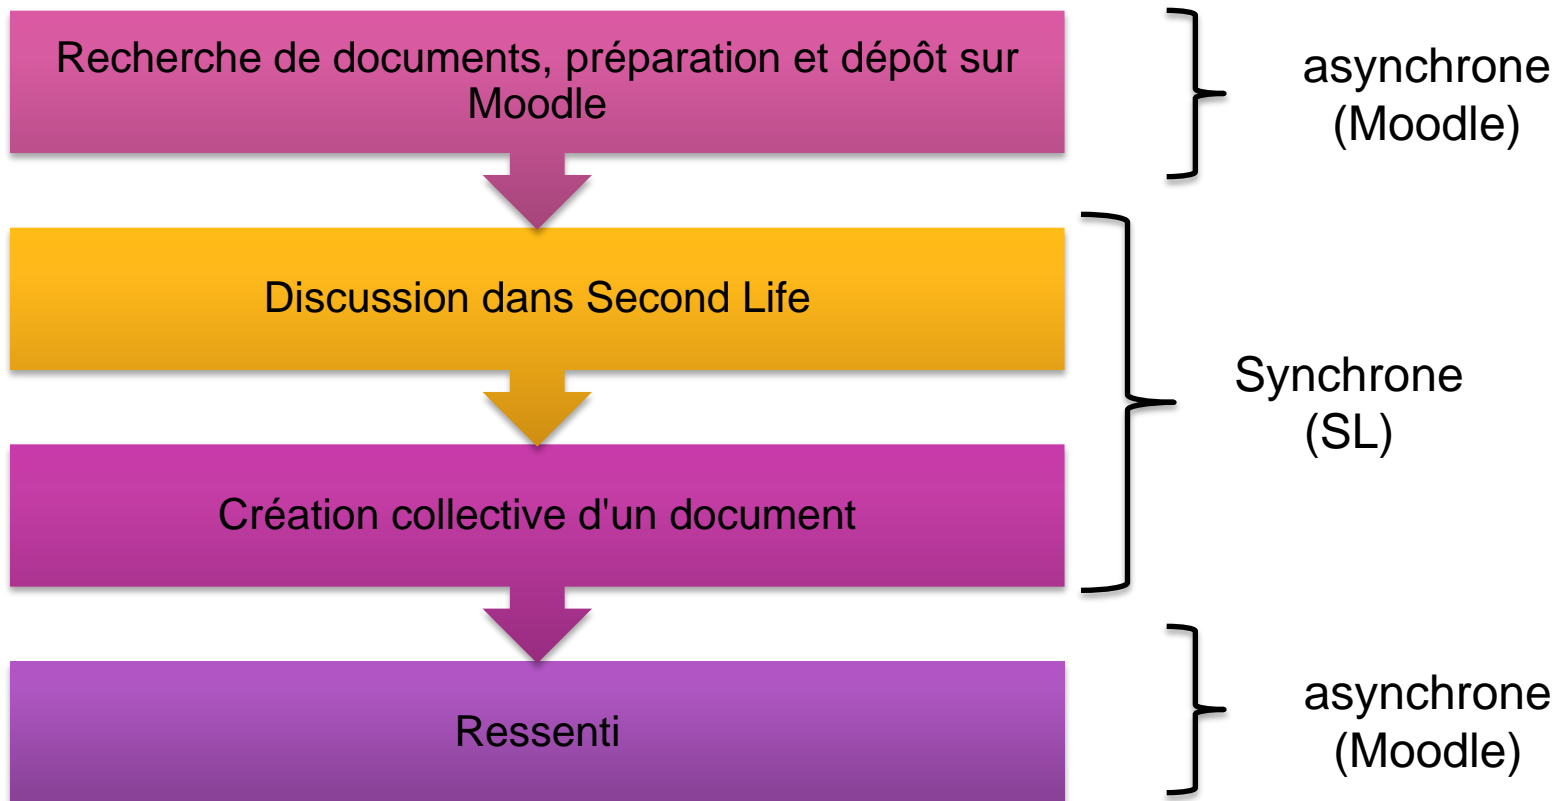 Recherche de documents, préparation et dépôt sur
Moodle
asynchrone
(Moodle)
Discussion dans Second Life
Synchrone
(SL)
Création collective d'un document
Ressenti
asynchrone
(Moodle)